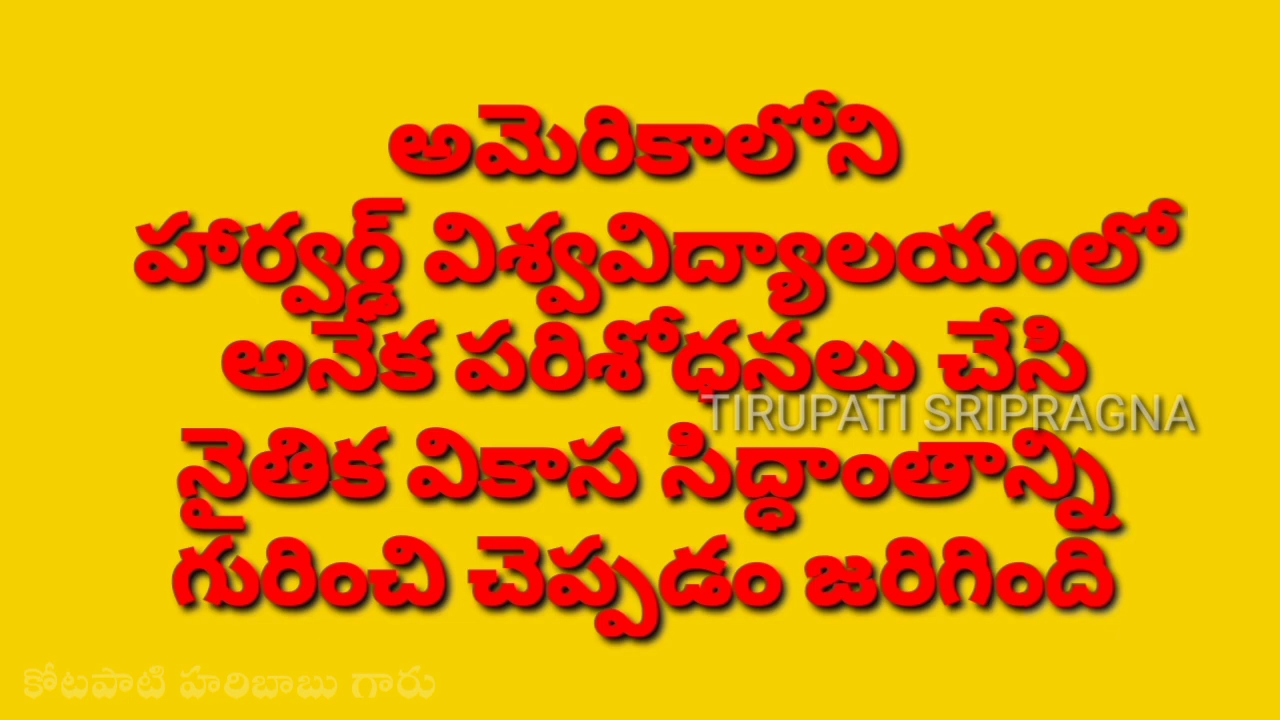 అమెరికాలోని
హార్వర్డ్ విశ్వవిద్యాలయంలో
అనేక పరిశోధనలు చేసి
TIRUPATI SRIPRAGNA
నైతిక వికాస సిద్ధాంతాన్ని
గురించి చెప్పడం జరిగింది
కోటపాటి హరిబాబు గారు